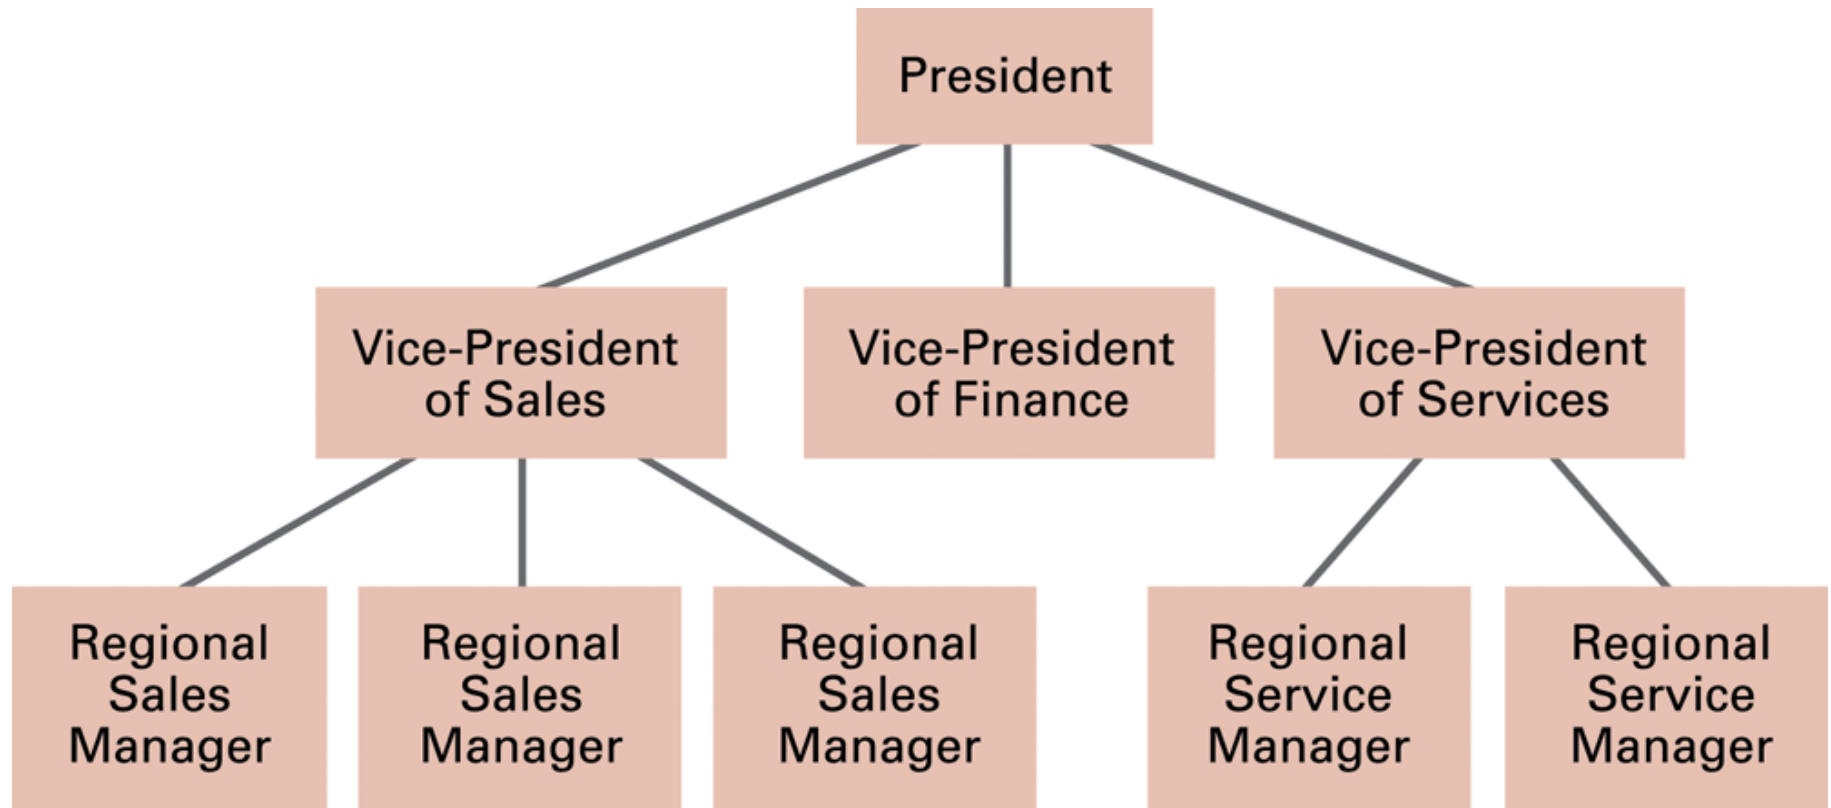 President
Vice-President
of Sales
Vice-President
of Finance
Vice-President
of Services
Regional
Sales
Manager
Regional
Sales
Manager
Regional
Sales
Manager
Regional
Service
Manager
Regional
Service
Manager